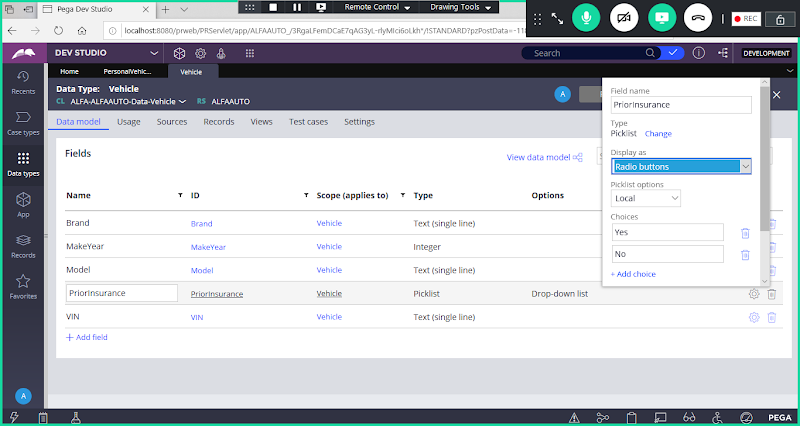 Pega Dev Studio
Remote Control
Drawing Tools
REC
localhost:8080/prweb/PRServlet/app/ALFAAUTO_/3RgaLFemDCaE7qAG3yL-rlyMIci6oLkh*/!STANDARD?pzPostData=-118
DEV STUDIO
Search
DEVELOPMENT
Home
PersonalVehic...
Vehicle
Recents
Case types
Data types
App
Records
Favorites
A
Data Type: Vehicle
CL ALFA-ALFAAUTO-Data-Vehicle RS ALFAAUTO
A
Data model Usage Sources Records Views Test cases Settings
Fields
View data model
Name ID Scope (applies to) Type Options
Brand Brand Vehicle Text (single line)
MakeYear MakeYear Vehicle Integer
Model Model Vehicle Text (single line)
PriorInsurance PriorInsurance Vehicle Picklist Drop-down list
VIN VIN Vehicle Text (single line)
+ Add field
Field name
PriorInsurance
Type
Picklist Change
Display as
Radio buttons
Picklist options
Local
Choices
Yes
No
+ Add choice
PEGA